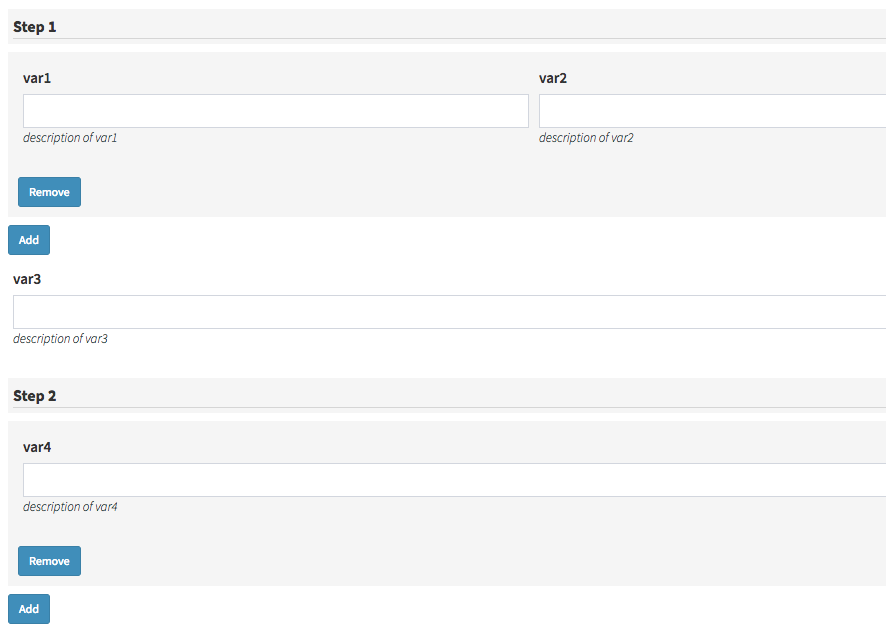 Step 1
var1 var2
description of var1 description of var2
Remove
Add
var3
description of var3
Step 2
var4
description of var4
Remove
Add